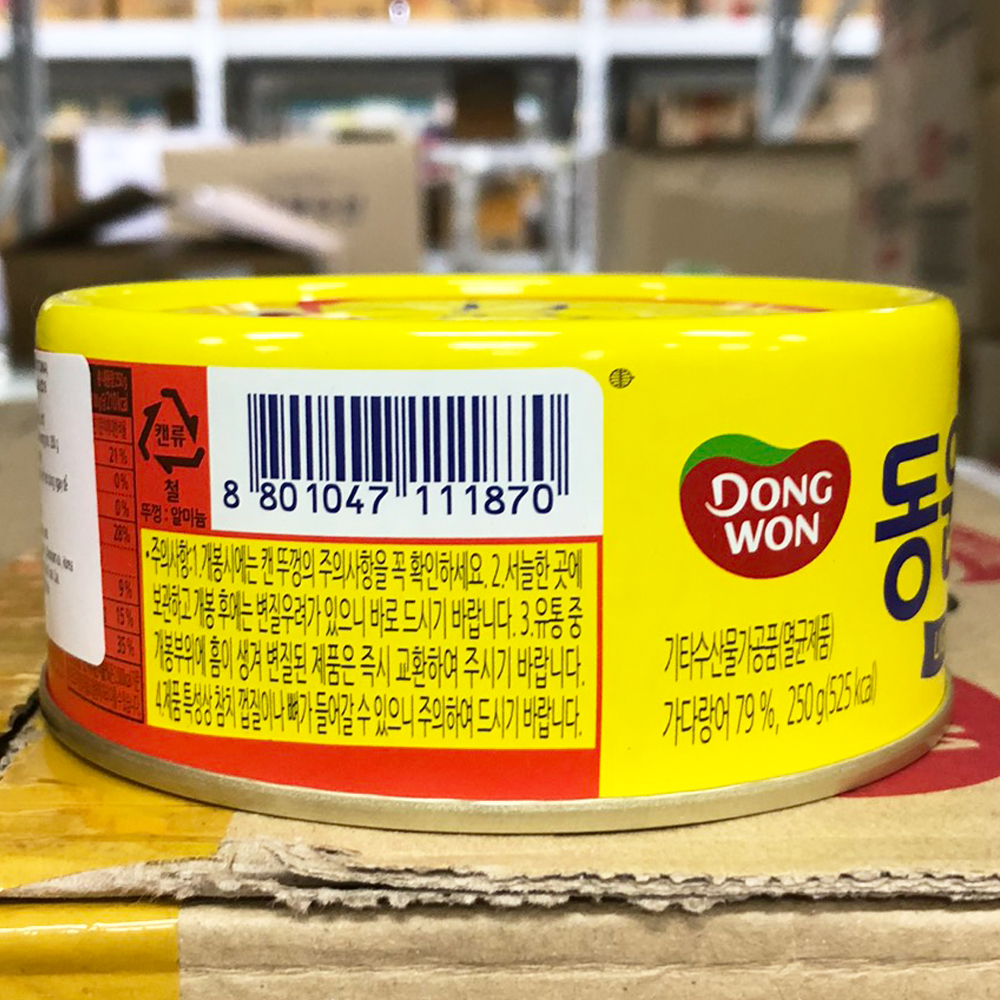 캔류
철
뚜껑 : 알미늄
21%
0%
0%
28%
9%
15%
35%
8 801047 111870
• 주의사항:1.개봉시에는 캔 뚜껑의 주의사항을 꼭 확인하세요. 2.서늘한 곳에
보관하고 개봉 후에는 변질우려가 있으니 바로 드시기 바랍니다. 3.유통 중
개봉부위에 흠이 생겨 변질된 제품은 즉시 교환하여 주시기 바랍니다.
4.제품 특성상 참치 껍질이나 뼈가 들어갈 수 있으니 주의하여 드시기 바랍니다.
DONG
WON
기타수산물가공품(멸균제품)
가다랑어 79 %, 250 g(525 kcal)
동